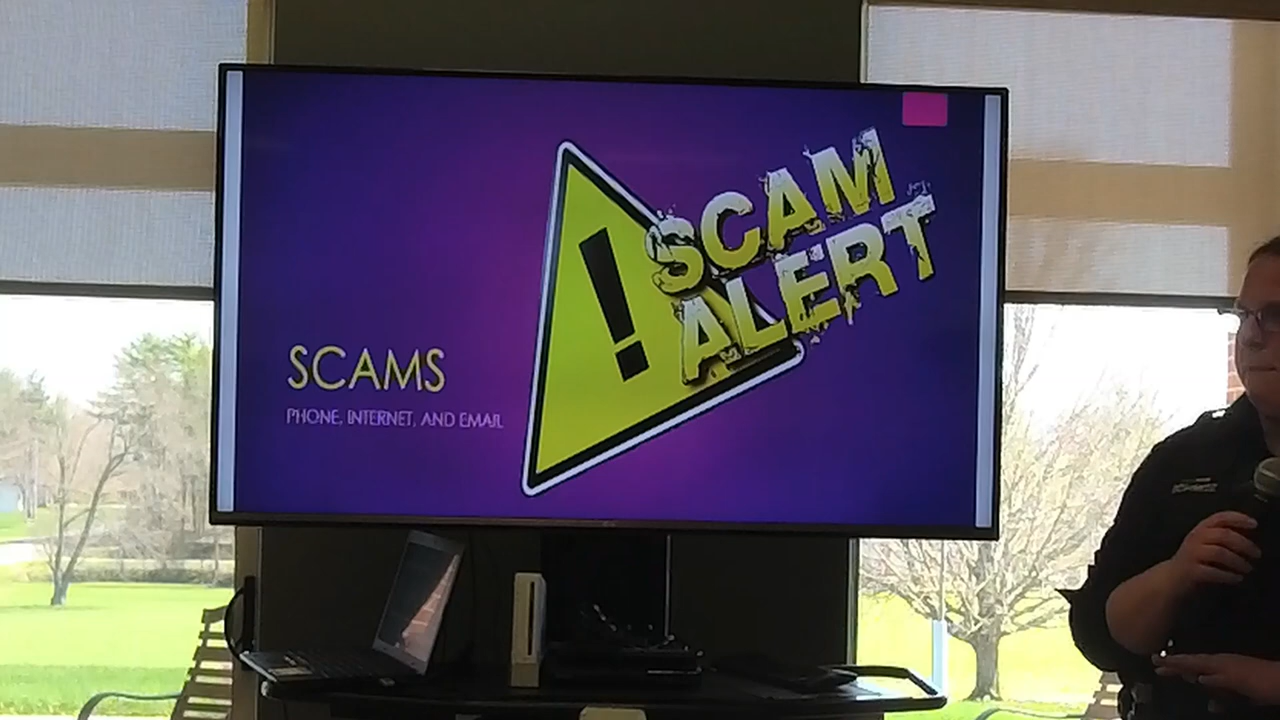 SCAM
ALERT
!
SCAMS
PHONE, INTERNET, AND EMAIL